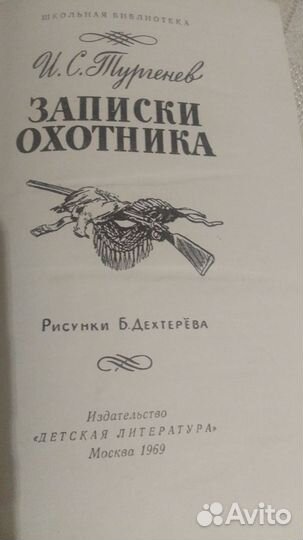 ШКОЛЬНАЯ БИБЛИОТЕКА
И.С.Тургенев
ЗАПИСКИ
ОХОТНИКА
РИСУНКИ Б.ДЕХТЕРЁВА
Издательство
«ДЕТСКАЯ ЛИТЕРАТУРА»
Москва 1969
Avito